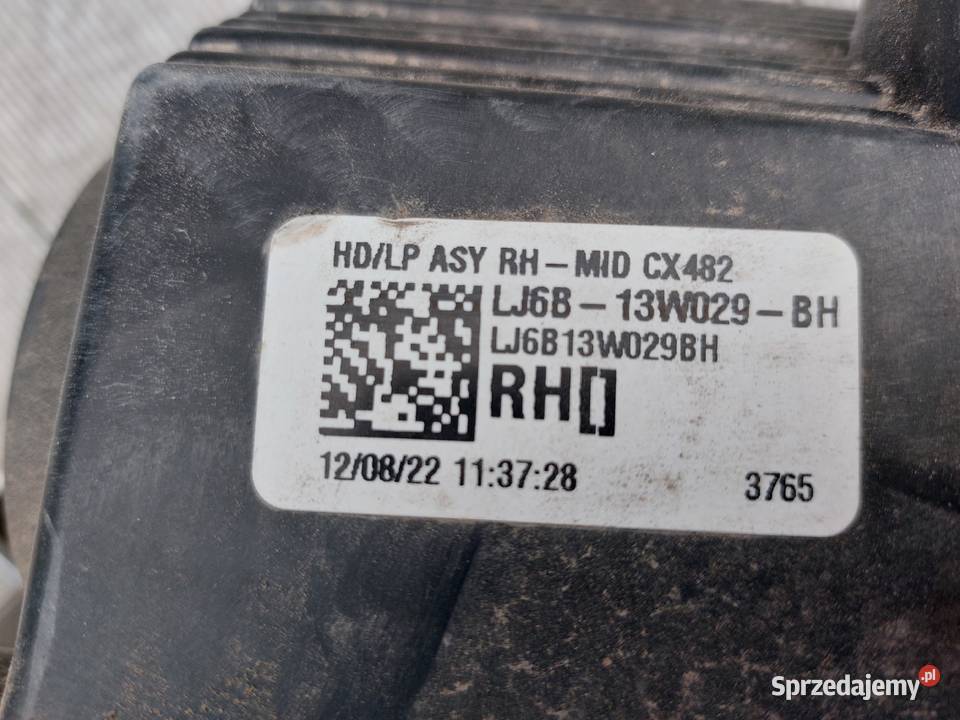 HD/LP ASY RH-MID CX482
LJ6B-13W029-BH
LJ6B13W029BH
RH[]
12/08/22 11:37:28 3765
Sprzedajemy.pl